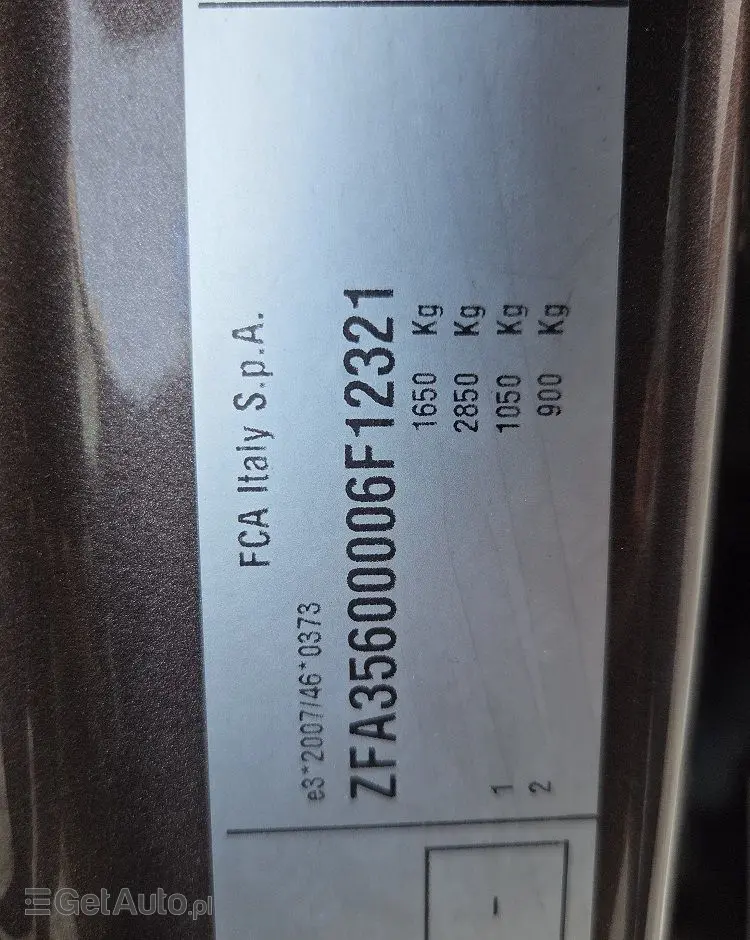 FCA Italy S.p.A.
e3*2007/46*0373
ZFA35600006F12321
1650 Kg
2850 Kg
1 1050 Kg
2 900 Kg
-
GetAuto.pl